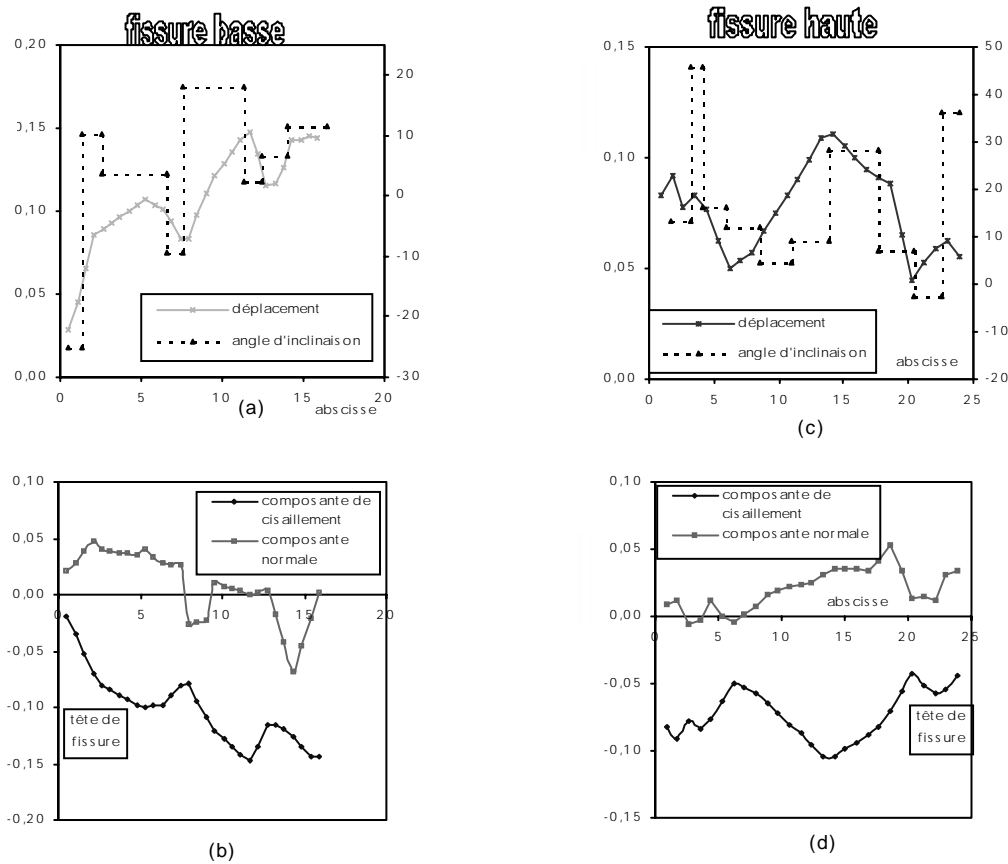 fissure basse
0,20
0,15
0,10
0,05
0,00
20
10
0
-10
-20
-30
déplacement
angle d'inclinaison
0 5 10 15 20
abscisse
(a)
fissure haute
0,15
0,10
0,05
0,00
50
40
30
20
10
0
-10
-20
déplacement
angle d'inclinaison
abscisse
0 5 10 15 20 25
(c)
0,10
0,05
0,00
-0,05
-0,10
-0,15
-0,20
composante de
cisaillement
composante
normale
0 5 10 15 20
tête de
fissure
(b)
0,10
0,05
0,00
-0,05
-0,10
-0,15
composante de
cisaillement
composante normale
abscisse
0 5 10 15 20 25
tête de
fissure
(d)